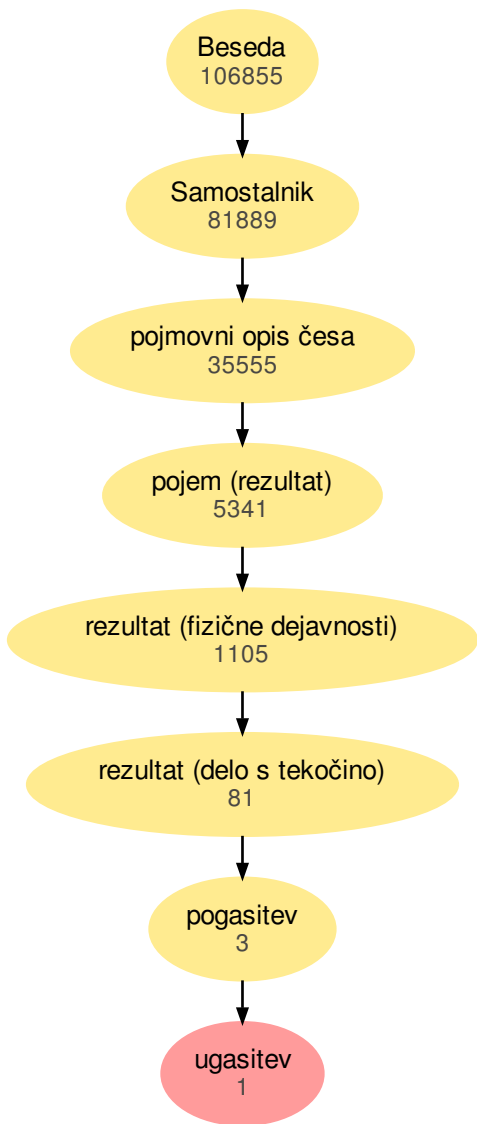 Beseda
106855
Samostalnik
81889
pojmovni opis česa
35555
pojem (rezultat)
5341
rezultat (fizične dejavnosti)
1105
rezultat (delo s tekočino)
81
pogasitev
3
ugasitev
1